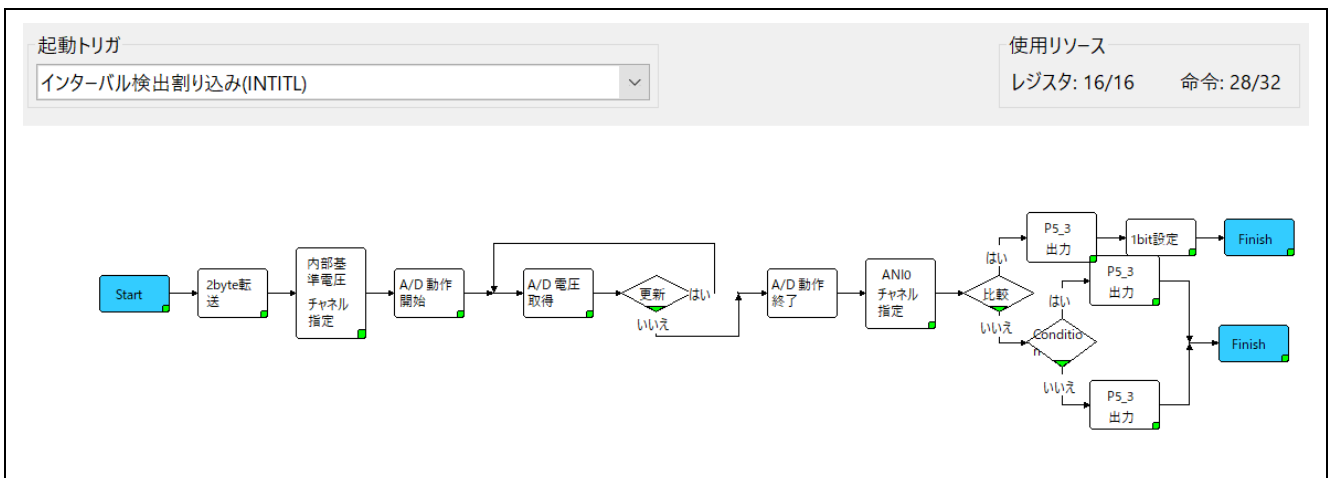 起動トリガ
インターバル検出割り込み(INTITL)
使用リソース
レジスタ: 16/16 命令: 28/32
Start
2byte転
送
内部基
準電圧
チャネル
指定
A/D 動作
開始
A/D 電圧
取得
更新
はい
いいえ
A/D 動作
終了
ANI0
チャネル
指定
比較
はい
いいえ
P5_3
出力
1bit設定
Finish
Conditio
n
はい
いいえ
P5_3
出力
P5_3
出力
Finish